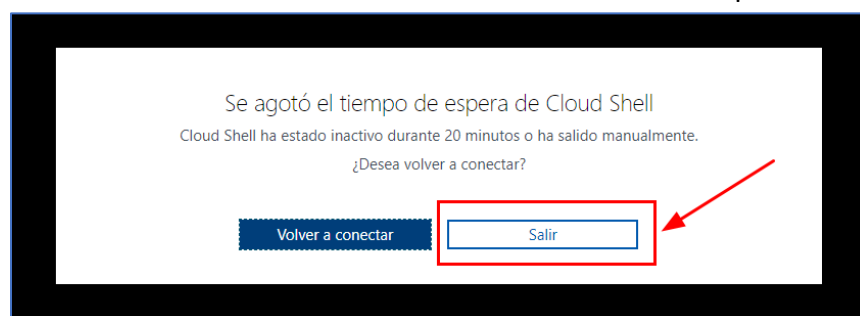 Se agotó el tiempo de espera de Cloud Shell
Cloud Shell ha estado inactivo durante 20 minutos o ha salido manualmente.
¿Desea volver a conectar?
Volver a conectar
Salir